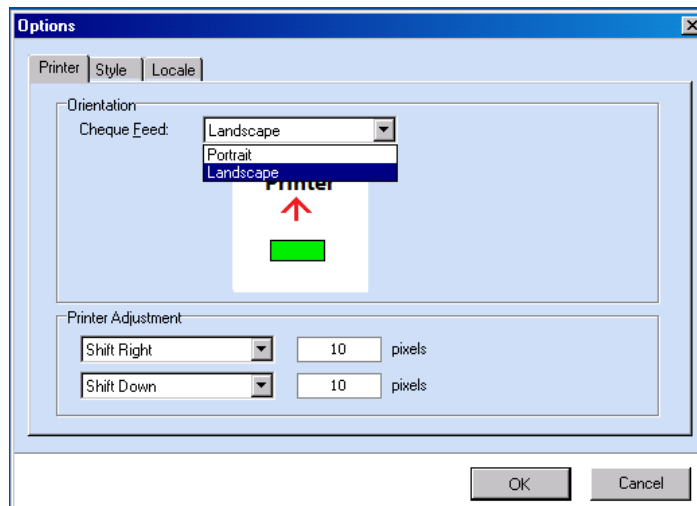 Options
Printer Style Locale
Orientation
Cheque Feed: Landscape
Portrait
Landscape
Printer
Printer Adjustment
Shift Right 10 pixels
Shift Down 10 pixels
OK Cancel